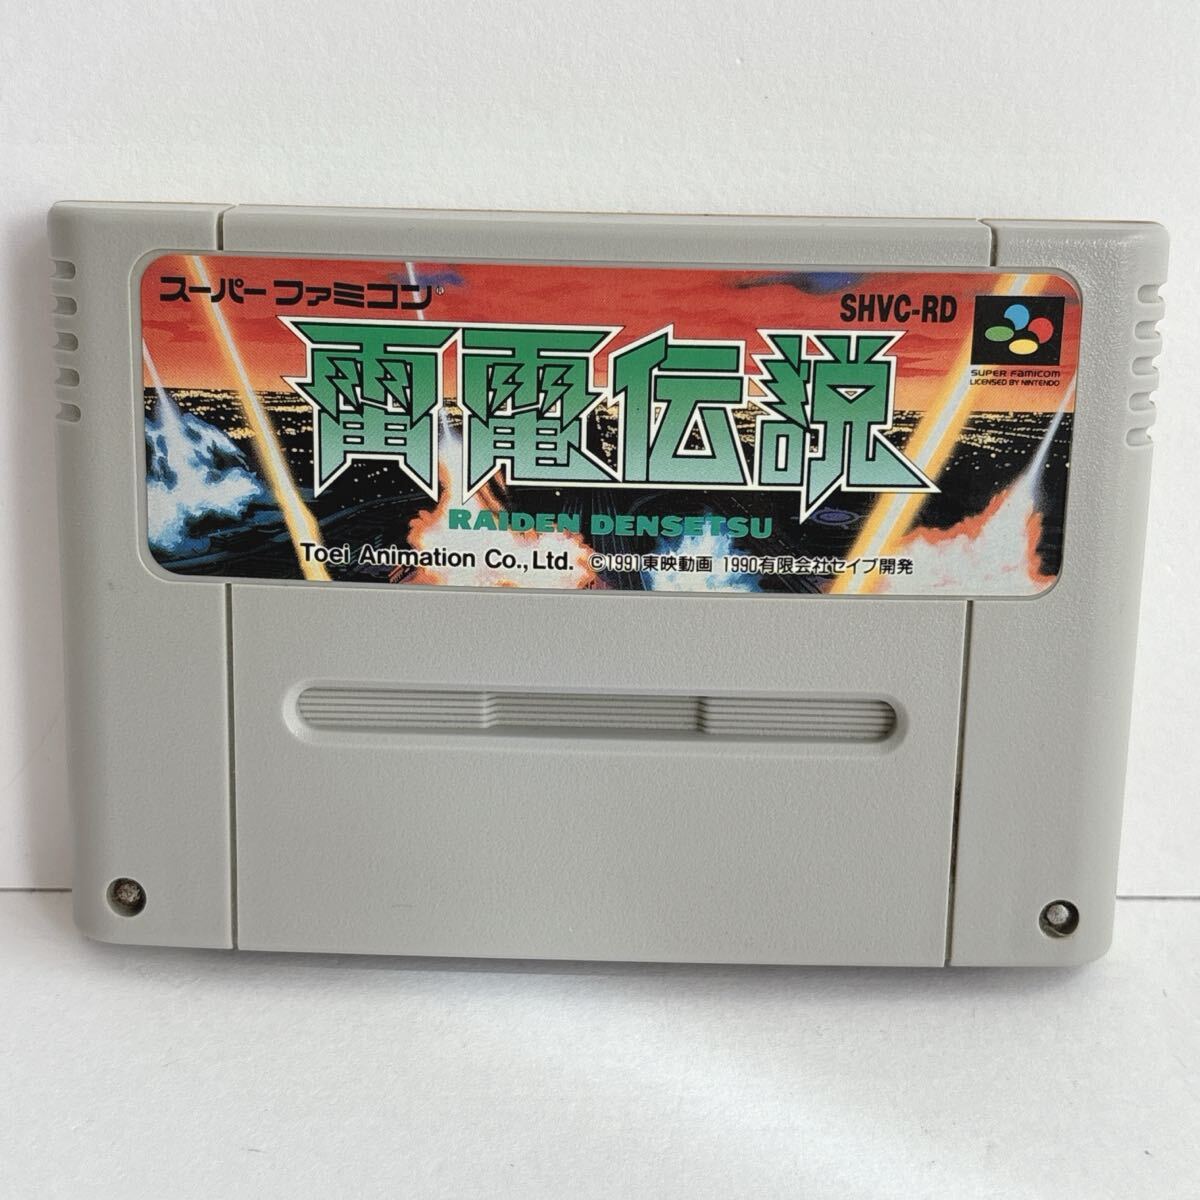 スーパーファミコン®
SHVC-RD
SUPER FAMICOM
LICENSED BY NINTENDO
雷電伝説
RAIDEN DENSETSU
Toei Animation Co.,Ltd. ©1991東映動画 1990有限会社セイブ開発